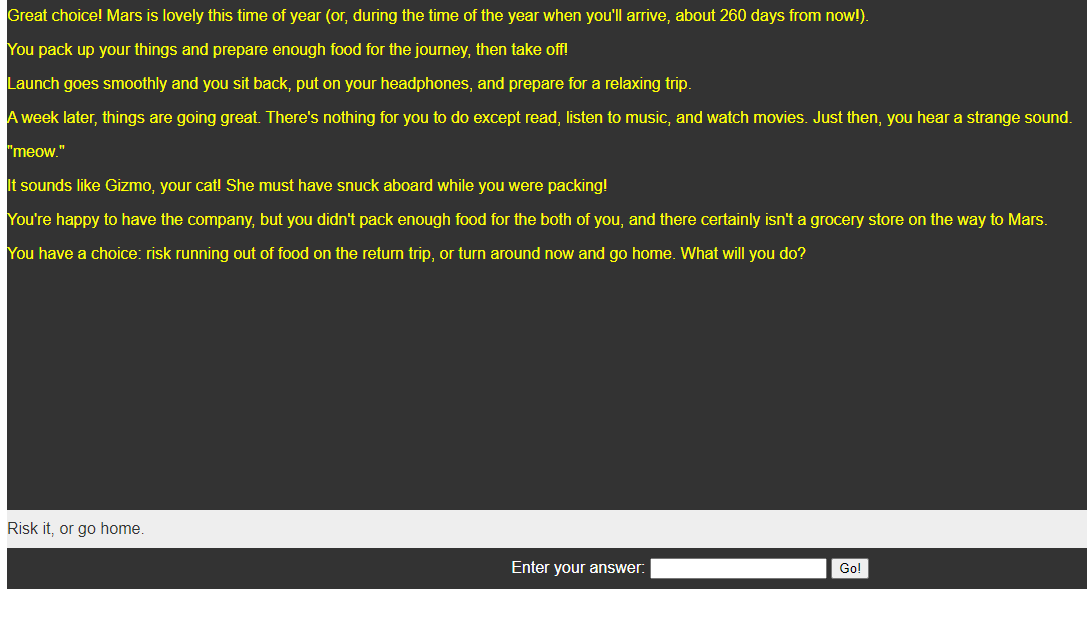 Great choice! Mars is lovely this time of year (or, during the time of the year when you'll arrive, about 260 days from now!).
You pack up your things and prepare enough food for the journey, then take off!
Launch goes smoothly and you sit back, put on your headphones, and prepare for a relaxing trip.
A week later, things are going great. There's nothing for you to do except read, listen to music, and watch movies. Just then, you hear a strange sound.
"meow."
It sounds like Gizmo, your cat! She must have snuck aboard while you were packing!
You're happy to have the company, but you didn't pack enough food for the both of you, and there certainly isn't a grocery store on the way to Mars.
You have a choice: risk running out of food on the return trip, or turn around now and go home. What will you do?
Risk it, or go home.
Enter your answer: Go!